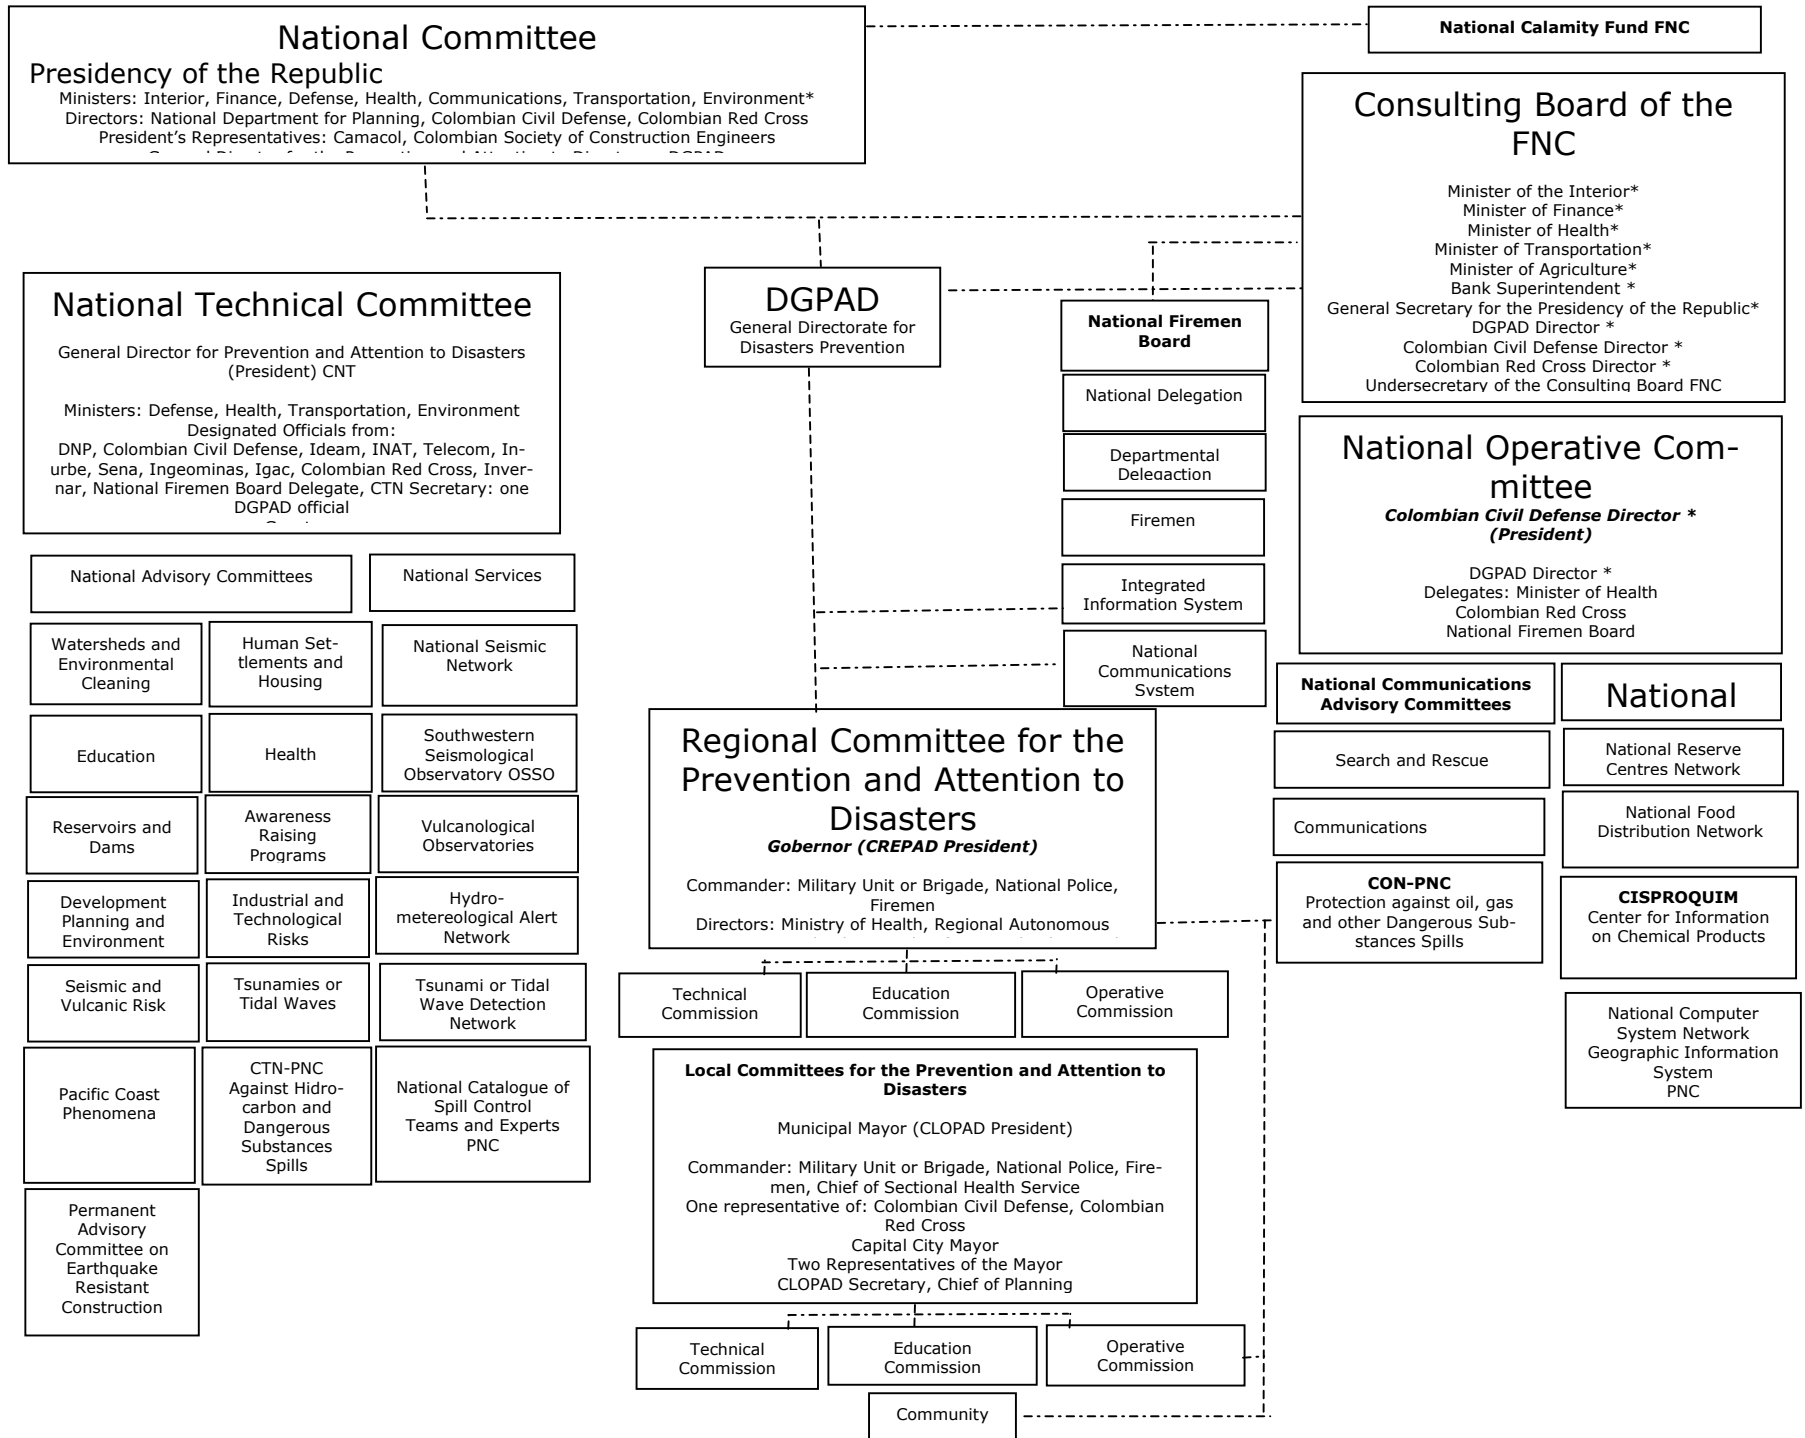 National Committee
Presidency of the Republic
Ministers: Interior, Finance, Defense, Health, Communications, Transportation, Environment*
Directors: National Department for Planning, Colombian Civil Defense, Colombian Red Cross
President's Representatives: Camacol, Colombian Society of Construction Engineers
National Calamity Fund FNC
Consulting Board of the
FNC
Minister of the Interior*
Minister of Finance*
Minister of Health*
Minister of Transportation*
Minister of Agriculture*
Bank Superintendent *
General Secretary for the Presidency of the Republic*
DGPAD Director *
Colombian Civil Defense Director *
Colombian Red Cross Director *
Undersecretary of the Consulting Board FNC
National Technical Committee
General Director for Prevention and Attention to Disasters
(President) CNT
Ministers: Defense, Health, Transportation, Environment
Designated Officials from:
DNP, Colombian Civil Defense, Ideam, INAT, Telecom, In-
urbe, Sena, Ingeominas, Igac, Colombian Red Cross, Inver-
nar, National Firemen Board Delegate, CTN Secretary: one
DGPAD official
DGPAD
General Directorate for
Disasters Prevention
National Firemen
Board
National Delegation
Departmental
Delegaction
Firemen
Integrated
Information System
National
Communications
System
National Operative Com-
mittee
Colombian Civil Defense Director *
(President)
DGPAD Director *
Delegates: Minister of Health
Colombian Red Cross
National Firemen Board
National Advisory Committees
National Services
Watersheds and
Environmental
Cleaning
Human Set-
tlements and
Housing
National Seismic
Network
Education
Health
Southwestern
Seismological
Observatory OSSO
Reservoirs and
Dams
Awareness
Raising
Programs
Vulcanological
Observatories
Development
Planning and
Environment
Industrial and
Technological
Risks
Hydro-
metereological Alert
Network
Seismic and
Vulcanic Risk
Tsunamies or
Tidal Waves
Tsunami or Tidal
Wave Detection
Network
Pacific Coast
Phenomena
CTN-PNC
Against Hidro-
carbon and
Dangerous
Substances
Spills
National Catalogue of
Spill Control
Teams and Experts
PNC
Permanent
Advisory
Committee on
Earthquake
Resistant
Construction
Regional Committee for the
Prevention and Attention to
Disasters
Gobernor (CREPAD President)
Commander: Military Unit or Brigade, National Police,
Firemen
Directors: Ministry of Health, Regional Autonomous
Technical
Commission
Education
Commission
Operative
Commission
Local Committees for the Prevention and Attention to
Disasters
Municipal Mayor (CLOPAD President)
Commander: Military Unit or Brigade, National Police, Fire-
men, Chief of Sectional Health Service
One representative of: Colombian Civil Defense, Colombian
Red Cross
Capital City Mayor
Two Representatives of the Mayor
CLOPAD Secretary, Chief of Planning
Technical
Commission
Education
Commission
Operative
Commission
Community
National Communications
Advisory Committees
National
Search and Rescue
National Reserve
Centres Network
Communications
National Food
Distribution Network
CON-PNC
Protection against oil, gas
and other Dangerous Sub-
stances Spills
CISPROQUIM
Center for Information
on Chemical Products
National Computer
System Network
Geographic Information
System
PNC